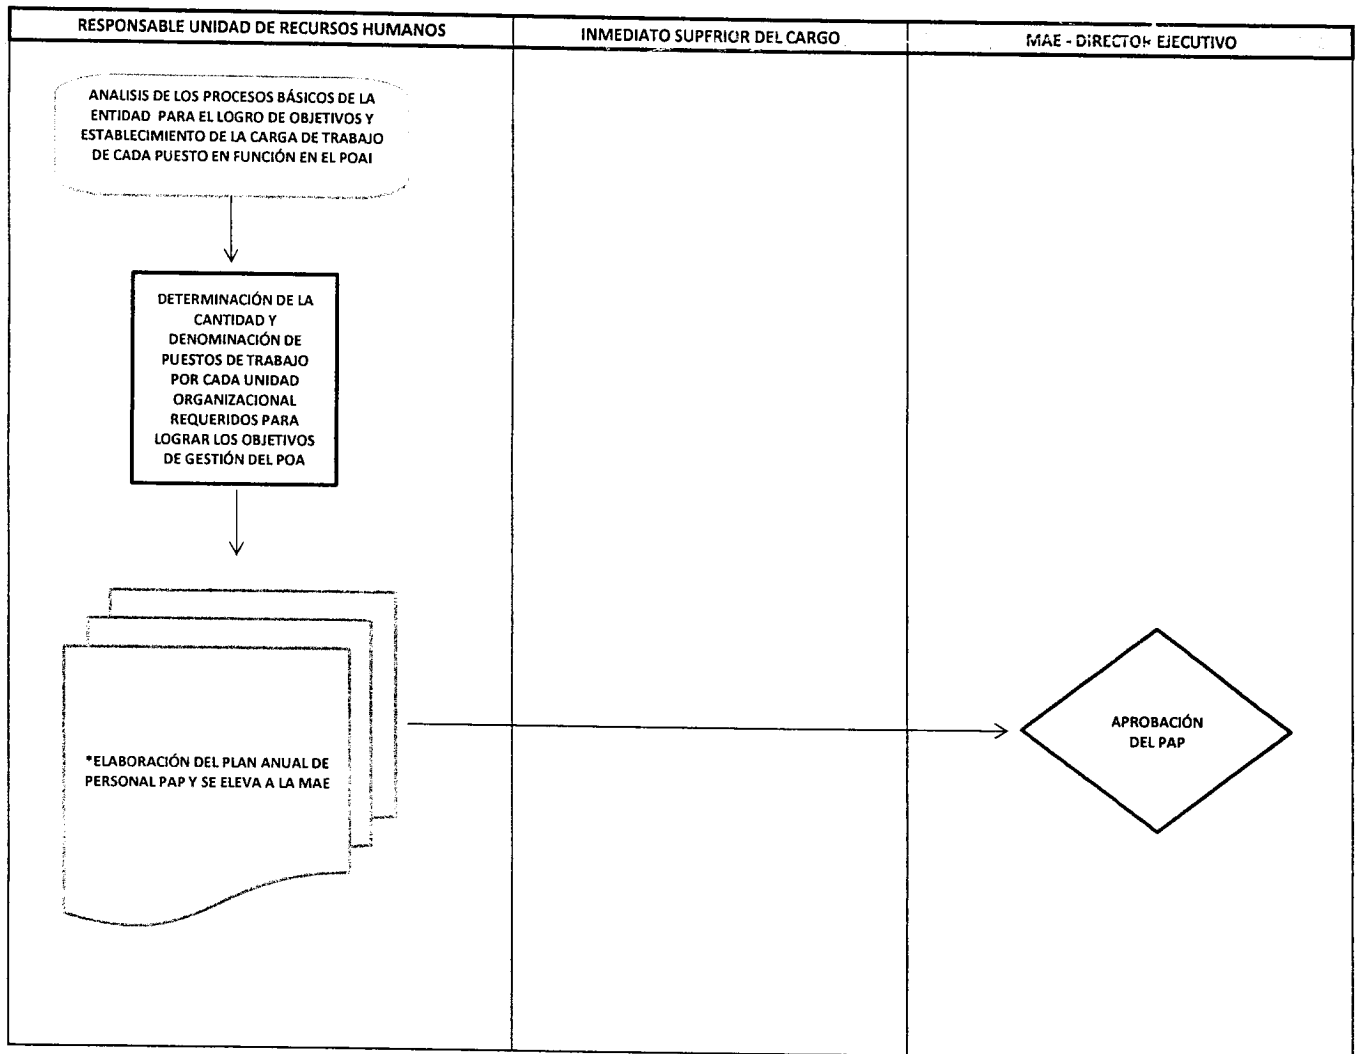 RESPONSABLE UNIDAD DE RECURSOS HUMANOS
INMEDIATO SUPERIOR DEL CARGO
MAE - DIRECTOR EJECUTIVO
ANALISIS DE LOS PROCESOS BÁSICOS DE LA
ENTIDAD PARA EL LOGRO DE OBJETIVOS Y
ESTABLECIMIENTO DE LA CARGA DE TRABAJO
DE CADA PUESTO EN FUNCIÓN EN EL POAI
DETERMINACIÓN DE LA
CANTIDAD Y
DENOMINACIÓN DE
PUESTOS DE TRABAJO
POR CADA UNIDAD
ORGANIZACIONAL
REQUERIDOS PARA
LOGRAR LOS OBJETIVOS
DE GESTIÓN DEL POA
*ELABORACIÓN DEL PLAN ANUAL DE
PERSONAL PAP Y SE ELEVA A LA MAE
APROBACIÓN
DEL PAP